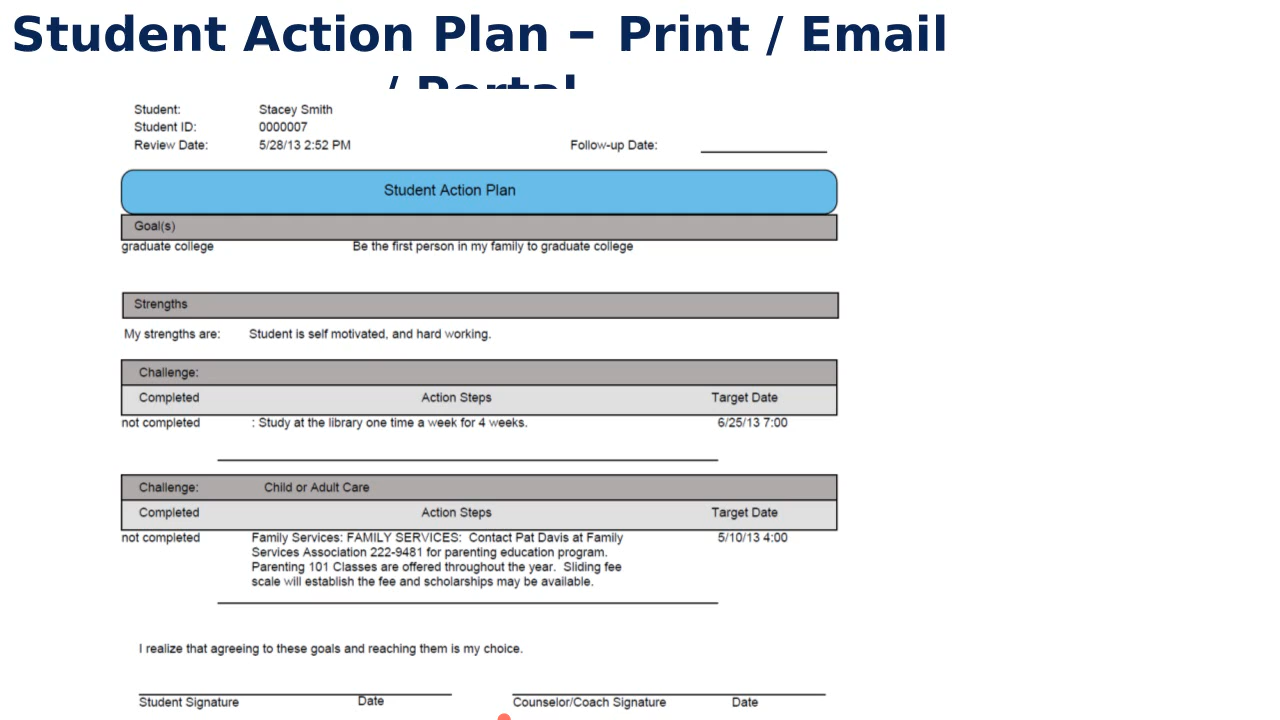 Student Action Plan – Print / Email
/ Portal
Student: Stacey Smith
Student ID: 0000007
Review Date: 5/28/13 2:52 PM Follow-up Date:
Student Action Plan
Goal(s)
graduate college Be the first person in my family to graduate college
Strengths
My strengths are: Student is self motivated, and hard working.
Challenge:
Completed Action Steps Target Date
not completed : Study at the library one time a week for 4 weeks. 6/25/13 7:00
Challenge: Child or Adult Care
Completed Action Steps Target Date
not completed Family Services: FAMILY SERVICES: Contact Pat Davis at Family 5/10/13 4:00
Services Association 222-9481 for parenting education program.
Parenting 101 Classes are offered throughout the year. Sliding fee
scale will establish the fee and scholarships may be available.
I realize that agreeing to these goals and reaching them is my choice.
Student Signature Date Counselor/Coach Signature Date